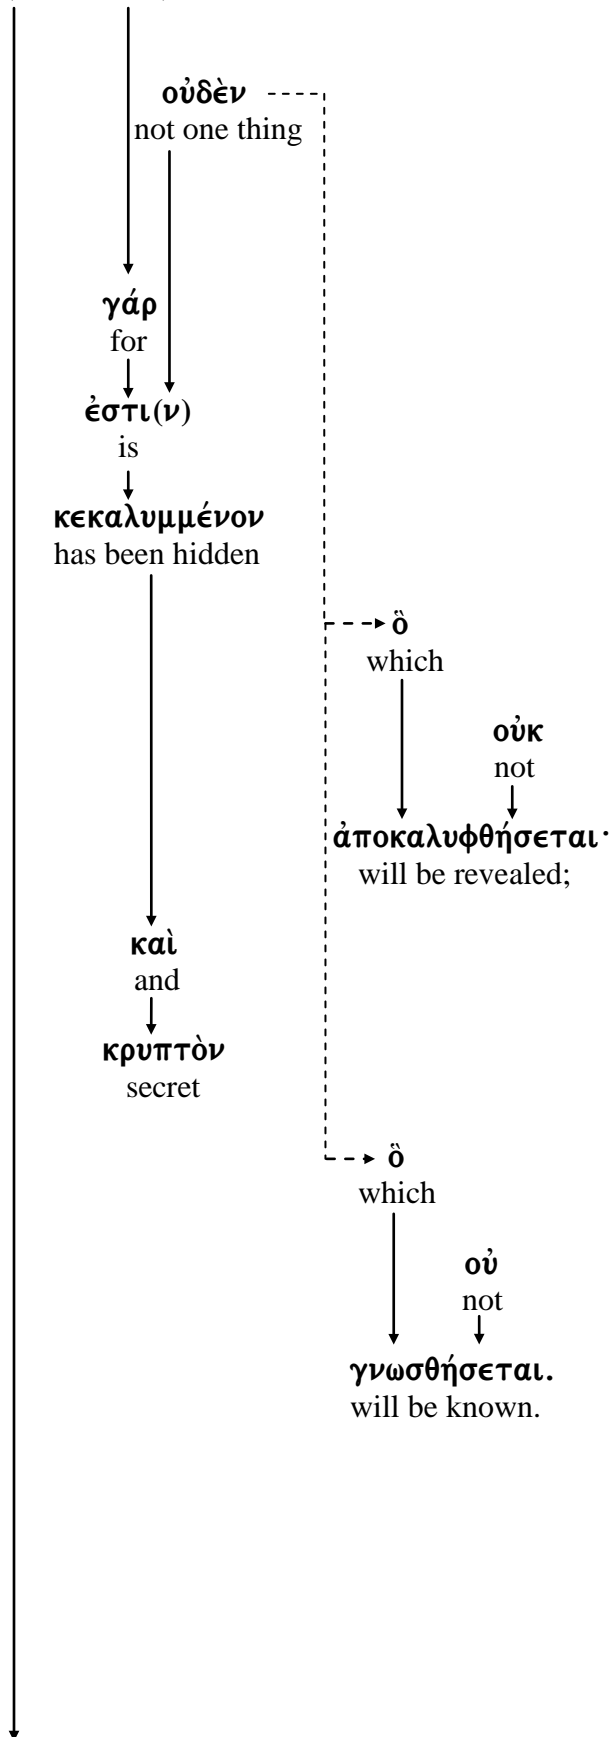 οὐδὲν
not one thing
γάρ
for
ἐστι(ν)
is
κεκαλυμμένον
has been hidden
ὃ
which
οὐκ
not
ἀποκαλυφθήσεται·
will be revealed;
καὶ
and
κρυπτὸν
secret
ὃ
which
οὐ
not
γνωσθήσεται.
will be known.